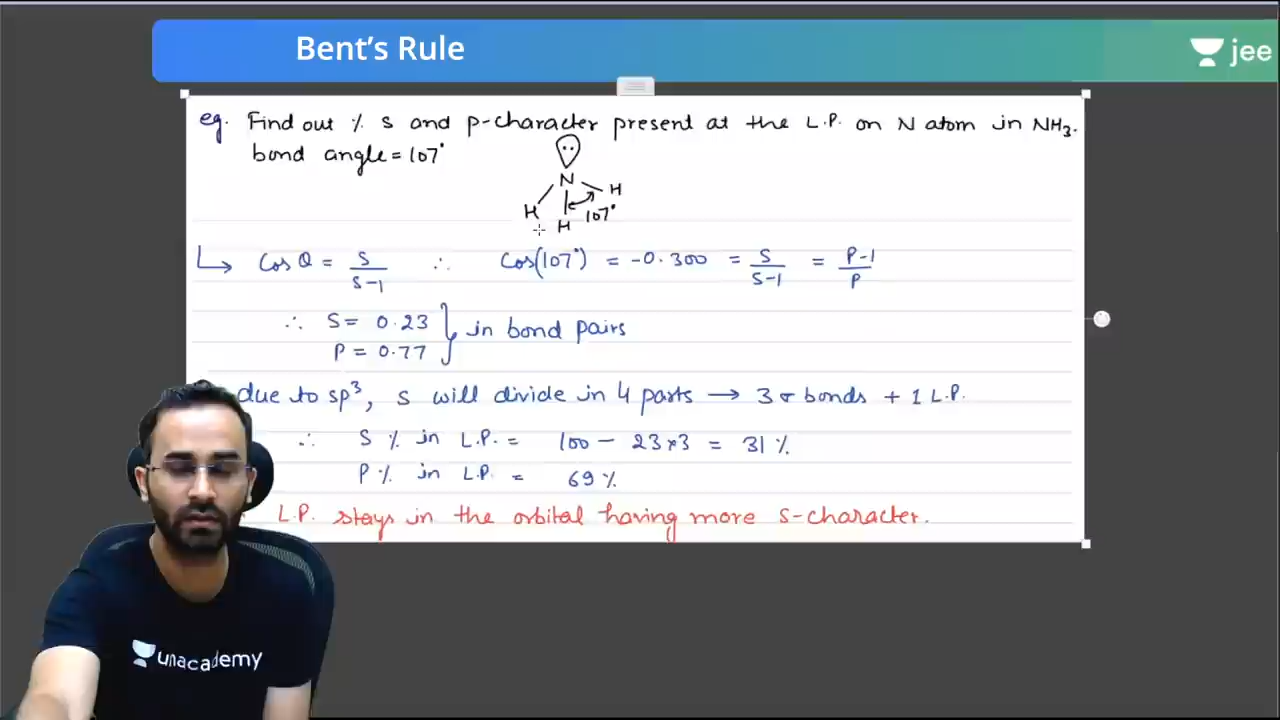 Bent's Rule
jee
eg. Find out % s and p-character present at the L.P. on N atom in NH₃.
bond angle = 107°
N
H
H
107°
H
↳ Cos θ = s/(s-1) ∴ Cos(107°) = -0.300 = s/(s-1) = (P-1)/P
∴ S = 0.23
P = 0.77 } in bond pairs
due to sp³, s will divide in 4 parts → 3 σ bonds + 1 L.P.
∴ S % in L.P. = 100 - 23×3 = 31 %
P % in L.P. = 69 %
L.P. stays in the orbital having more s-character.
unacademy